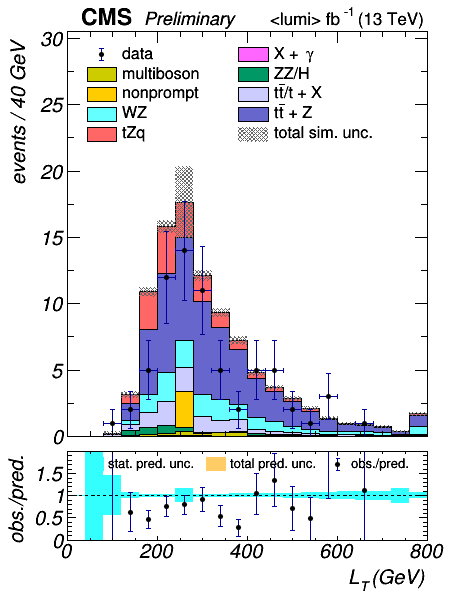 CMS Preliminary <lumi> fb⁻¹ (13 TeV)
events / 40 GeV
30
25
20
15
10
5
0
data
multiboson
nonprompt
WZ
tZq
X + γ
ZZ/H
tt̄/t + X
tt̄ + Z
total sim. unc.
obs./pred.
1.5
1
0.5
0
stat. pred. unc. total pred. unc. obs./pred.
0 200 400 600 800
L_T (GeV)